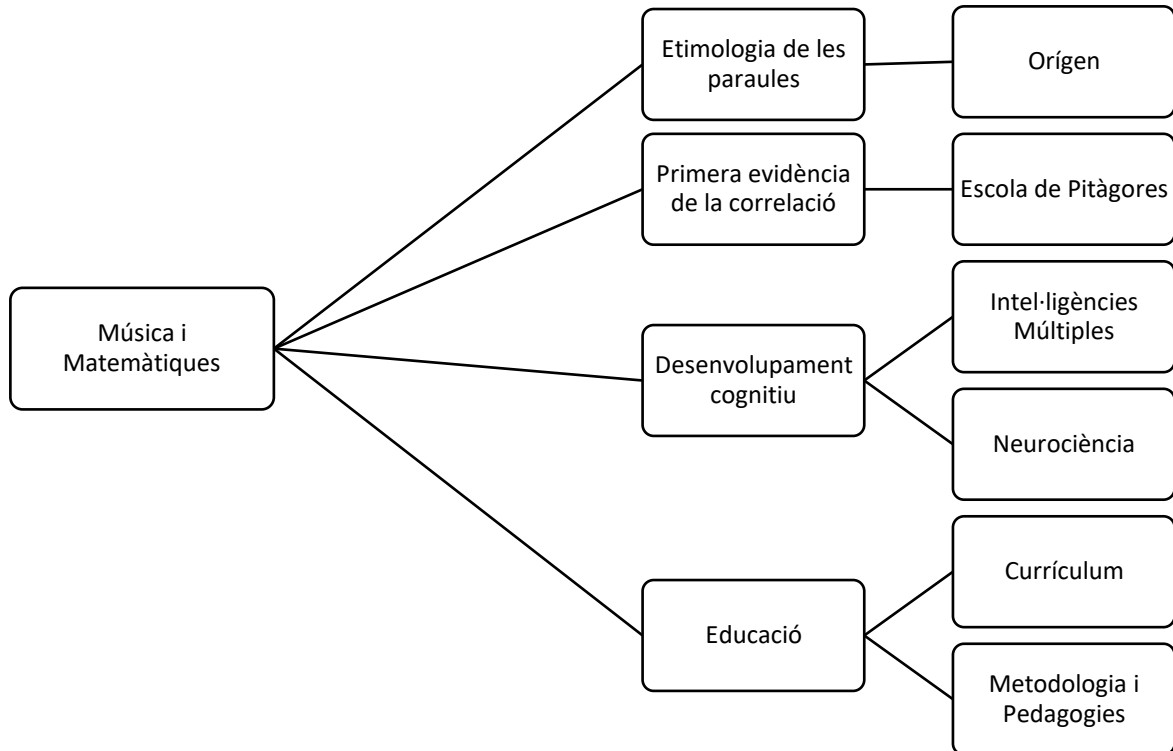 Música i
Matemàtiques
Etimologia de les
paraules
Orígen
Primera evidència
de la correlació
Escola de Pitàgores
Desenvolupament
cognitiu
Intel·ligències
Múltiples
Neurociència
Educació
Currículum
Metodologia i
Pedagogies